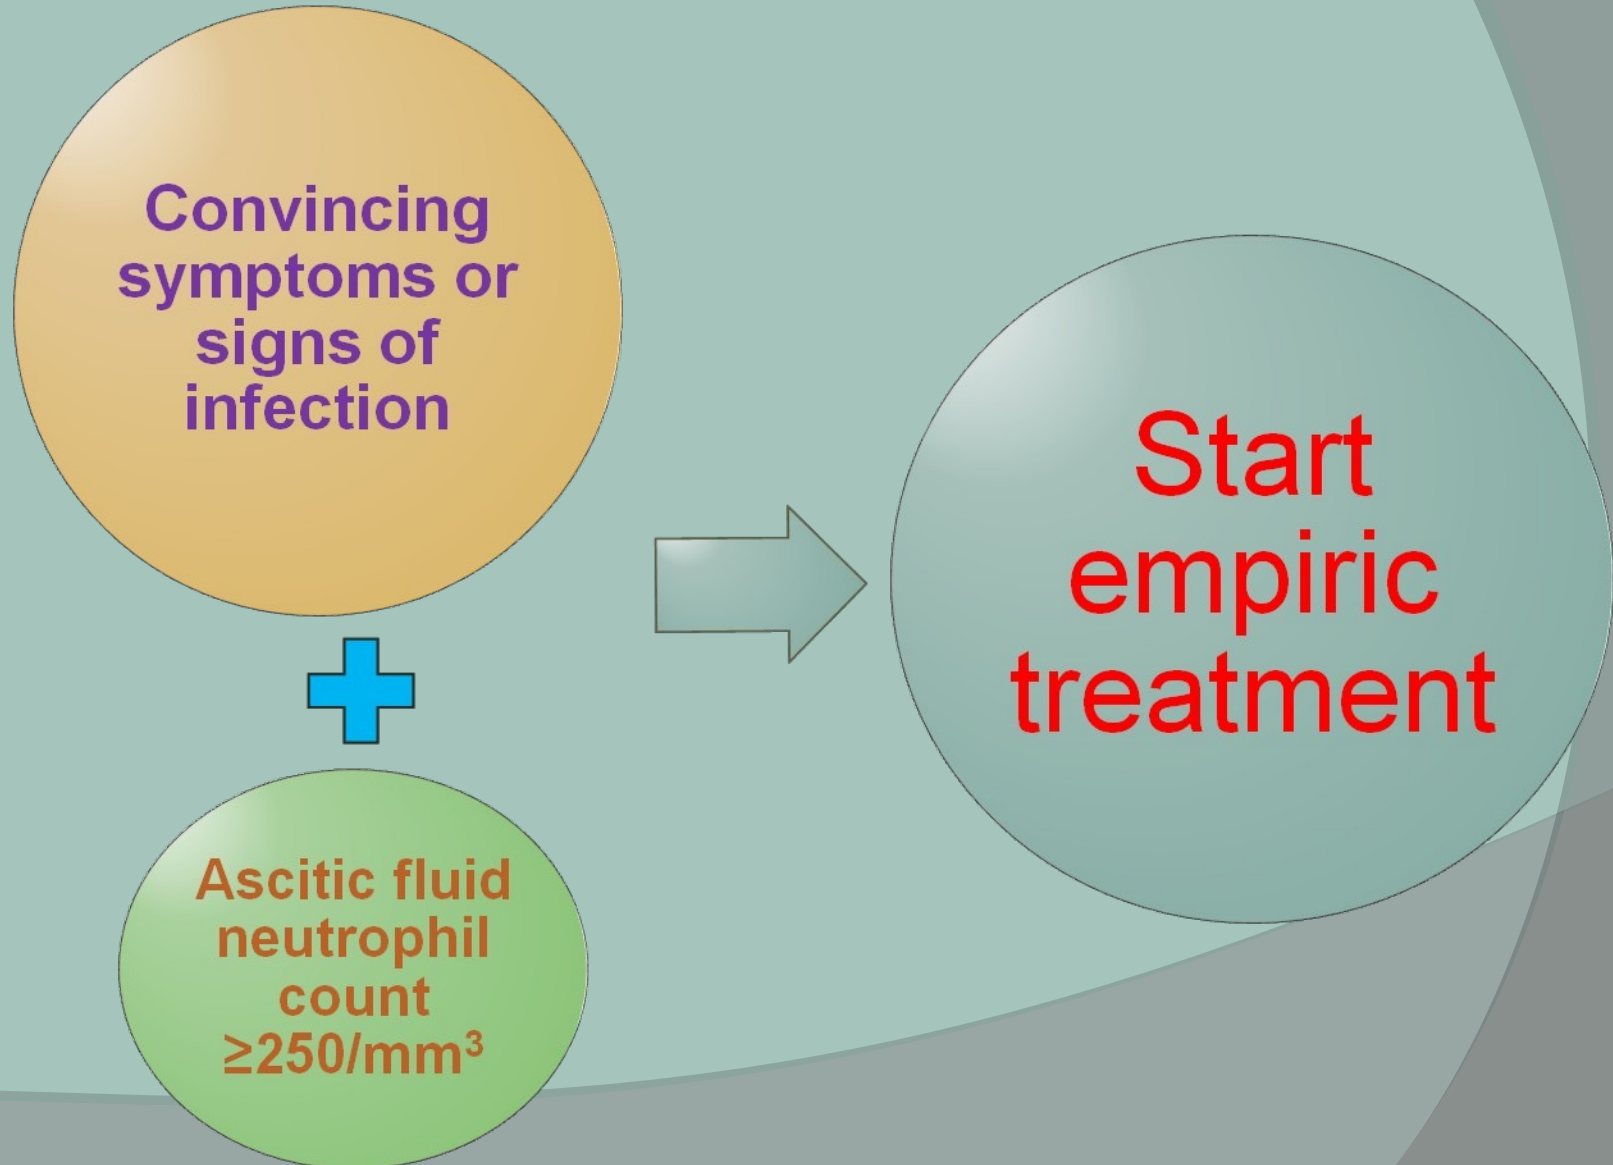 Convincing
symptoms or
signs of
infection
Ascitic fluid
neutrophil
count
≥250/mm³
Start
empiric
treatment